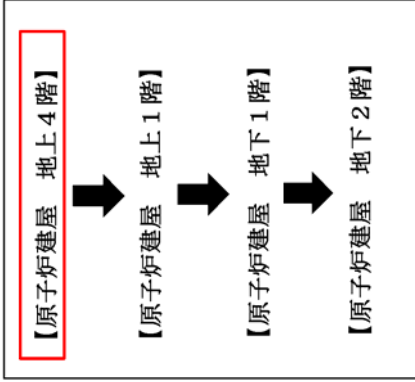 【原子炉建屋　地上４階】
【原子炉建屋　地上１階】
【原子炉建屋　地下１階】
【原子炉建屋　地下２階】